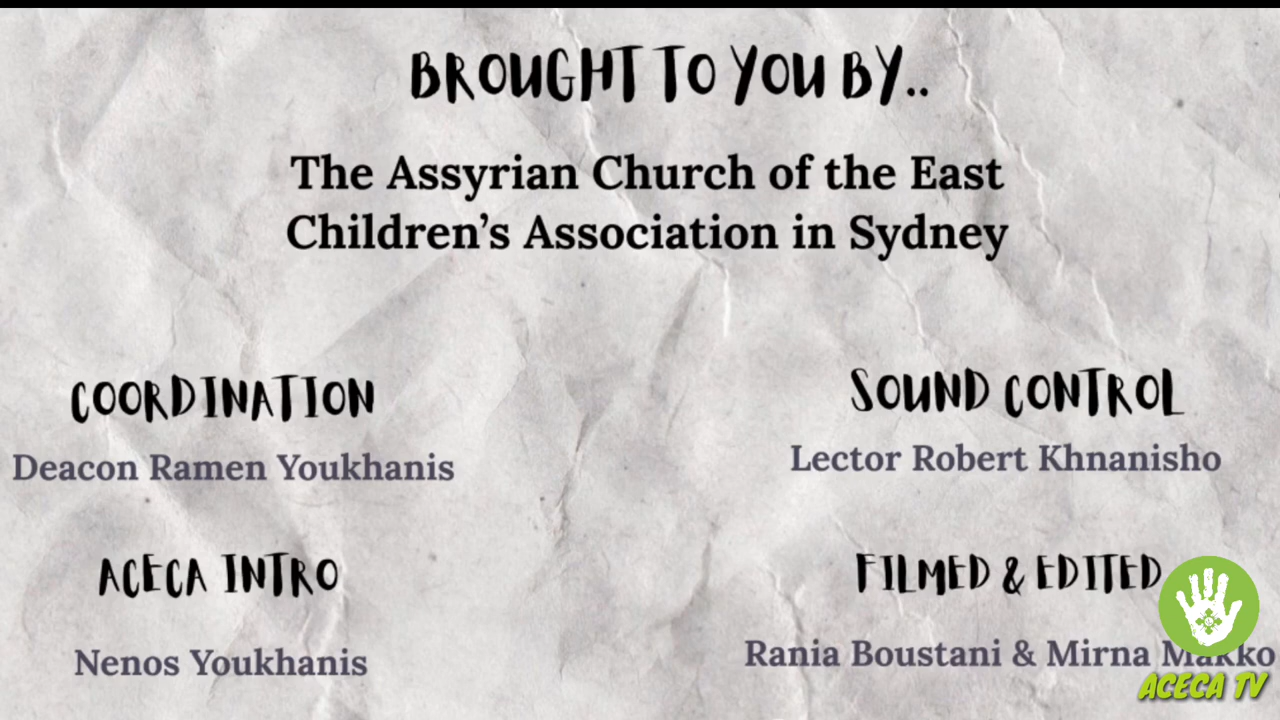 BROUGHT TO YOU BY..
The Assyrian Church of the East
Children's Association in Sydney
COORDINATION
Deacon Ramen Youkhanis
SOUND CONTROL
Lector Robert Khnanisho
ACECA INTRO
Nenos Youkhanis
FILMED & EDITED
Rania Boustani & Mirna Makko
ACECA TV